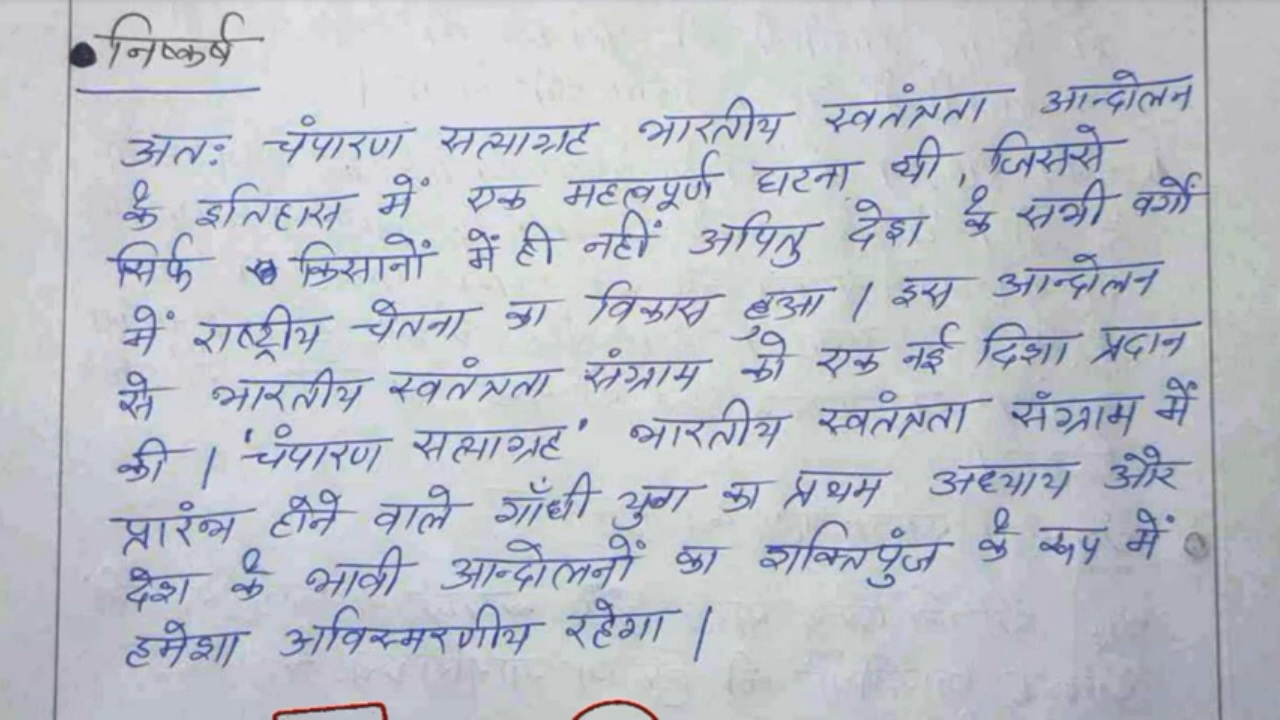 • निष्कर्ष
अतः चंपारण सत्याग्रह भारतीय स्वतंत्रता आन्दोलन
के इतिहास में एक महत्वपूर्ण घटना थी, जिससे
सिर्फ किसानों में ही नहीं अपितु देश के सभी वर्गों
में राष्ट्रीय चेतना का विकास हुआ । इस आन्दोलन
से भारतीय स्वतंत्रता संग्राम को एक नई दिशा प्रदान
की । 'चंपारण सत्याग्रह' भारतीय स्वतंत्रता संग्राम में
प्रारंभ होने वाले गाँधी युग का प्रथम अध्याय और
देश के भावी आन्दोलनों का शक्तिपुंज के रूप में
हमेशा अविस्मरणीय रहेगा ।